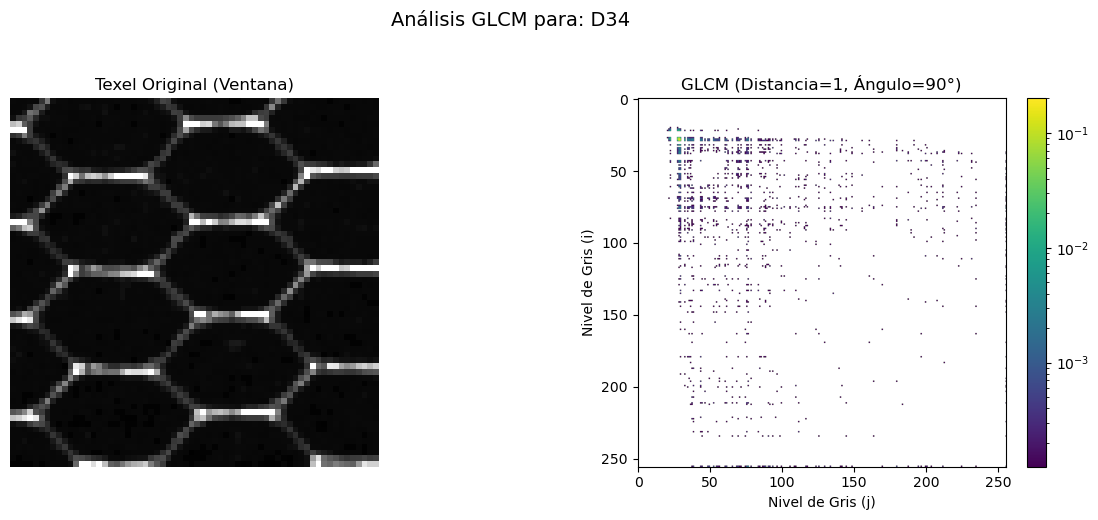 Análisis GLCM para: D34
Texel Original (Ventana)
GLCM (Distancia=1, Ángulo=90°)
0
50
100
150
200
250
Nivel de Gris (i)
0 50 100 150 200 250
Nivel de Gris (j)
10⁻¹
10⁻²
10⁻³